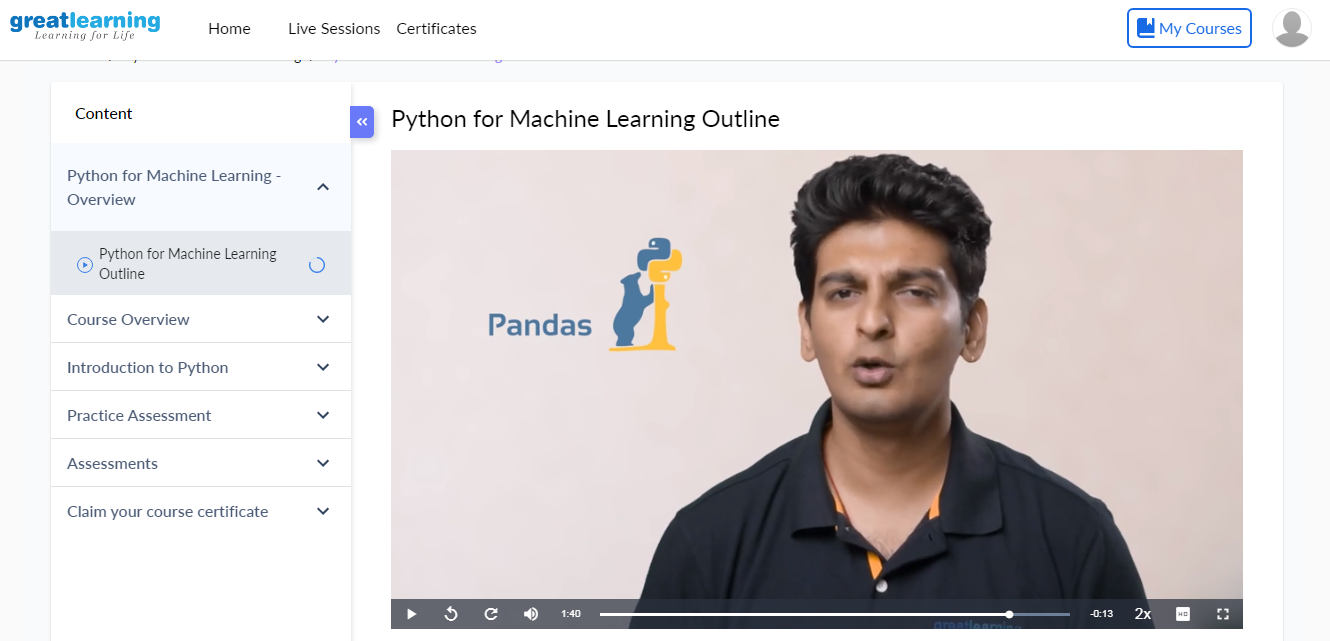 greatlearning
Learning for Life
Home
Live Sessions
Certificates
My Courses
Content
Python for Machine Learning -
Overview
Python for Machine Learning
Outline
Course Overview
Introduction to Python
Practice Assessment
Assessments
Claim your course certificate
Python for Machine Learning Outline
Pandas
1:40
-0:13
2x
HD
greatlearning